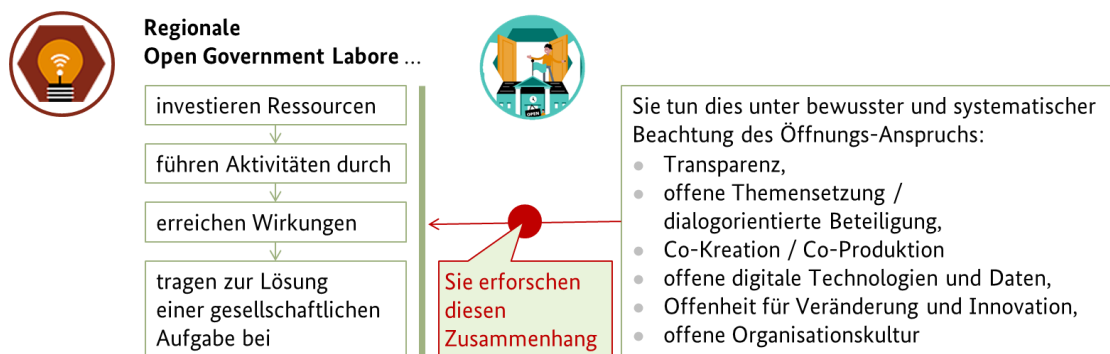 Regionale
Open Government Labore ...
investieren Ressourcen
führen Aktivitäten durch
erreichen Wirkungen
tragen zur Lösung
einer gesellschaftlichen
Aufgabe bei
OPEN
Sie erforschen
diesen
Zusammenhang
Sie tun dies unter bewusster und systematischer
Beachtung des Öffnungs-Anspruchs:
● Transparenz,
● offene Themensetzung /
dialogorientierte Beteiligung,
● Co-Kreation / Co-Produktion
● offene digitale Technologien und Daten,
● Offenheit für Veränderung und Innovation,
● offene Organisationskultur